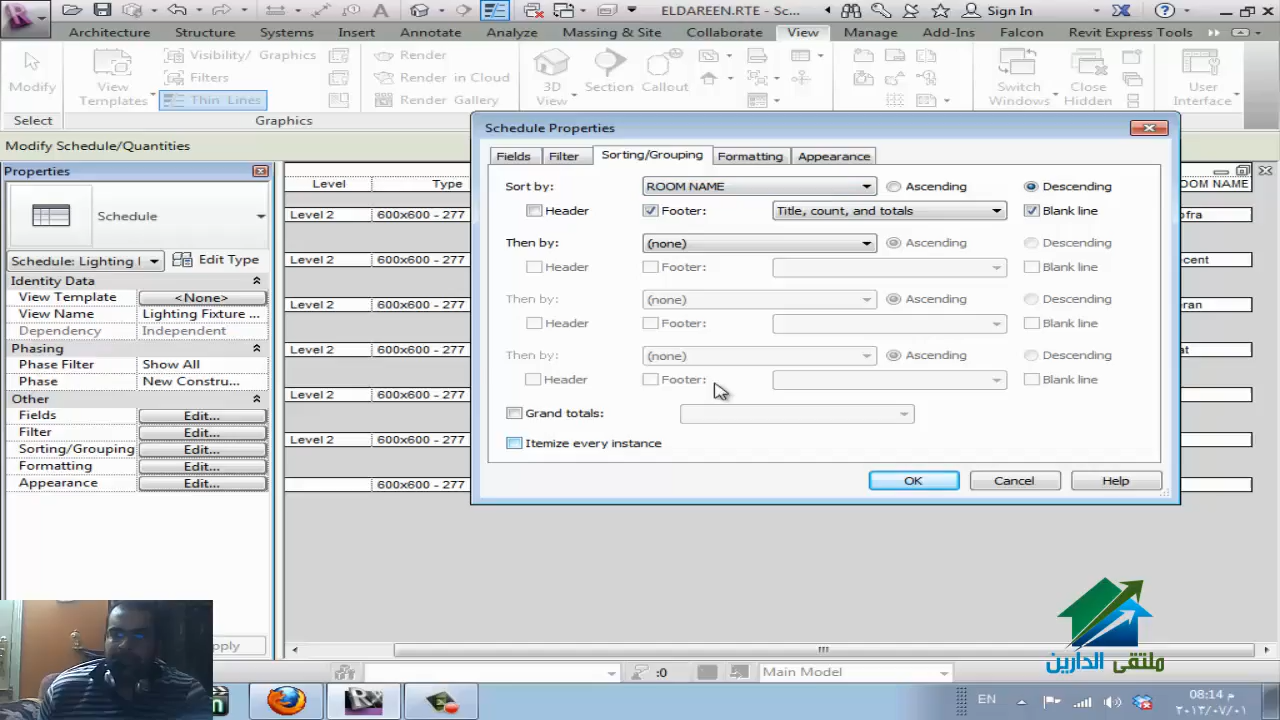 ELDAREEN.RTE - Sc...
Sign In
Architecture
Structure
Systems
Insert
Annotate
Analyze
Massing & Site
Collaborate
View
Manage
Add-Ins
Falcon
Revit Express Tools
Modify
View
Templates
Visibility/ Graphics
Filters
Thin Lines
Render
Render in Cloud
Render Gallery
3D
View
Section
Callout
Switch
Windows
Close
Hidden
User
Interface
Select
Graphics
Modify Schedule/Quantities
Properties
Schedule
Schedule: Lighting
Edit Type
Identity Data
View Template
<None>
View Name
Lighting Fixture ...
Dependency
Independent
Phasing
Phase Filter
Show All
Phase
New Constru...
Other
Fields
Edit...
Filter
Edit...
Sorting/Grouping
Edit...
Formatting
Edit...
Appearance
Edit...
Level
Type
OOM NAME
Level 2
600x600 - 277
ofra
Level 2
600x600 - 277
ecent
Level 2
600x600 - 277
oran
Level 2
600x600 - 277
at
Level 2
600x600 - 277
Level 2
600x600 - 277
600x600 - 277
Schedule Properties
Fields
Filter
Sorting/Grouping
Formatting
Appearance
Sort by:
ROOM NAME
Ascending
Descending
Header
Footer:
Title, count, and totals
Blank line
Then by:
(none)
Ascending
Descending
Header
Footer:
Blank line
Then by:
(none)
Ascending
Descending
Header
Footer:
Blank line
Then by:
(none)
Ascending
Descending
Header
Footer:
Blank line
Grand totals:
Itemize every instance
OK
Cancel
Help
pply
:0
Main Model
ملتقى الدارين
EN
08:14 م
٢٠١٣/٠٧/٠١